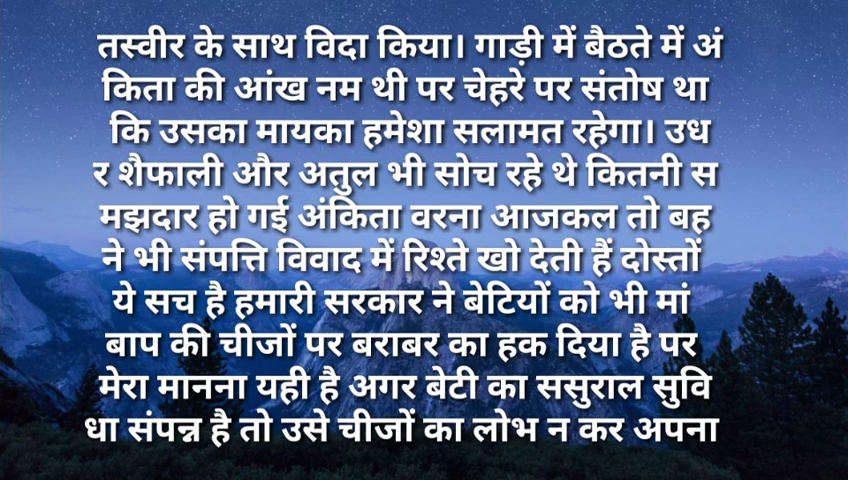 तस्वीर के साथ विदा किया। गाड़ी में बैठते में अं
किता की आंख नम थी पर चेहरे पर संतोष था
कि उसका मायका हमेशा सलामत रहेगा। उध
र शैफाली और अतुल भी सोच रहे थे कितनी स
मझदार हो गई अंकिता वरना आजकल तो बह
ने भी संपत्ति विवाद में रिश्ते खो देती हैं दोस्तों
ये सच है हमारी सरकार ने बेटियों को भी मां
बाप की चीजों पर बराबर का हक दिया है पर
मेरा मानना यही है अगर बेटी का ससुराल सुवि
धा संपन्न है तो उसे चीजों का लोभ न कर अपना